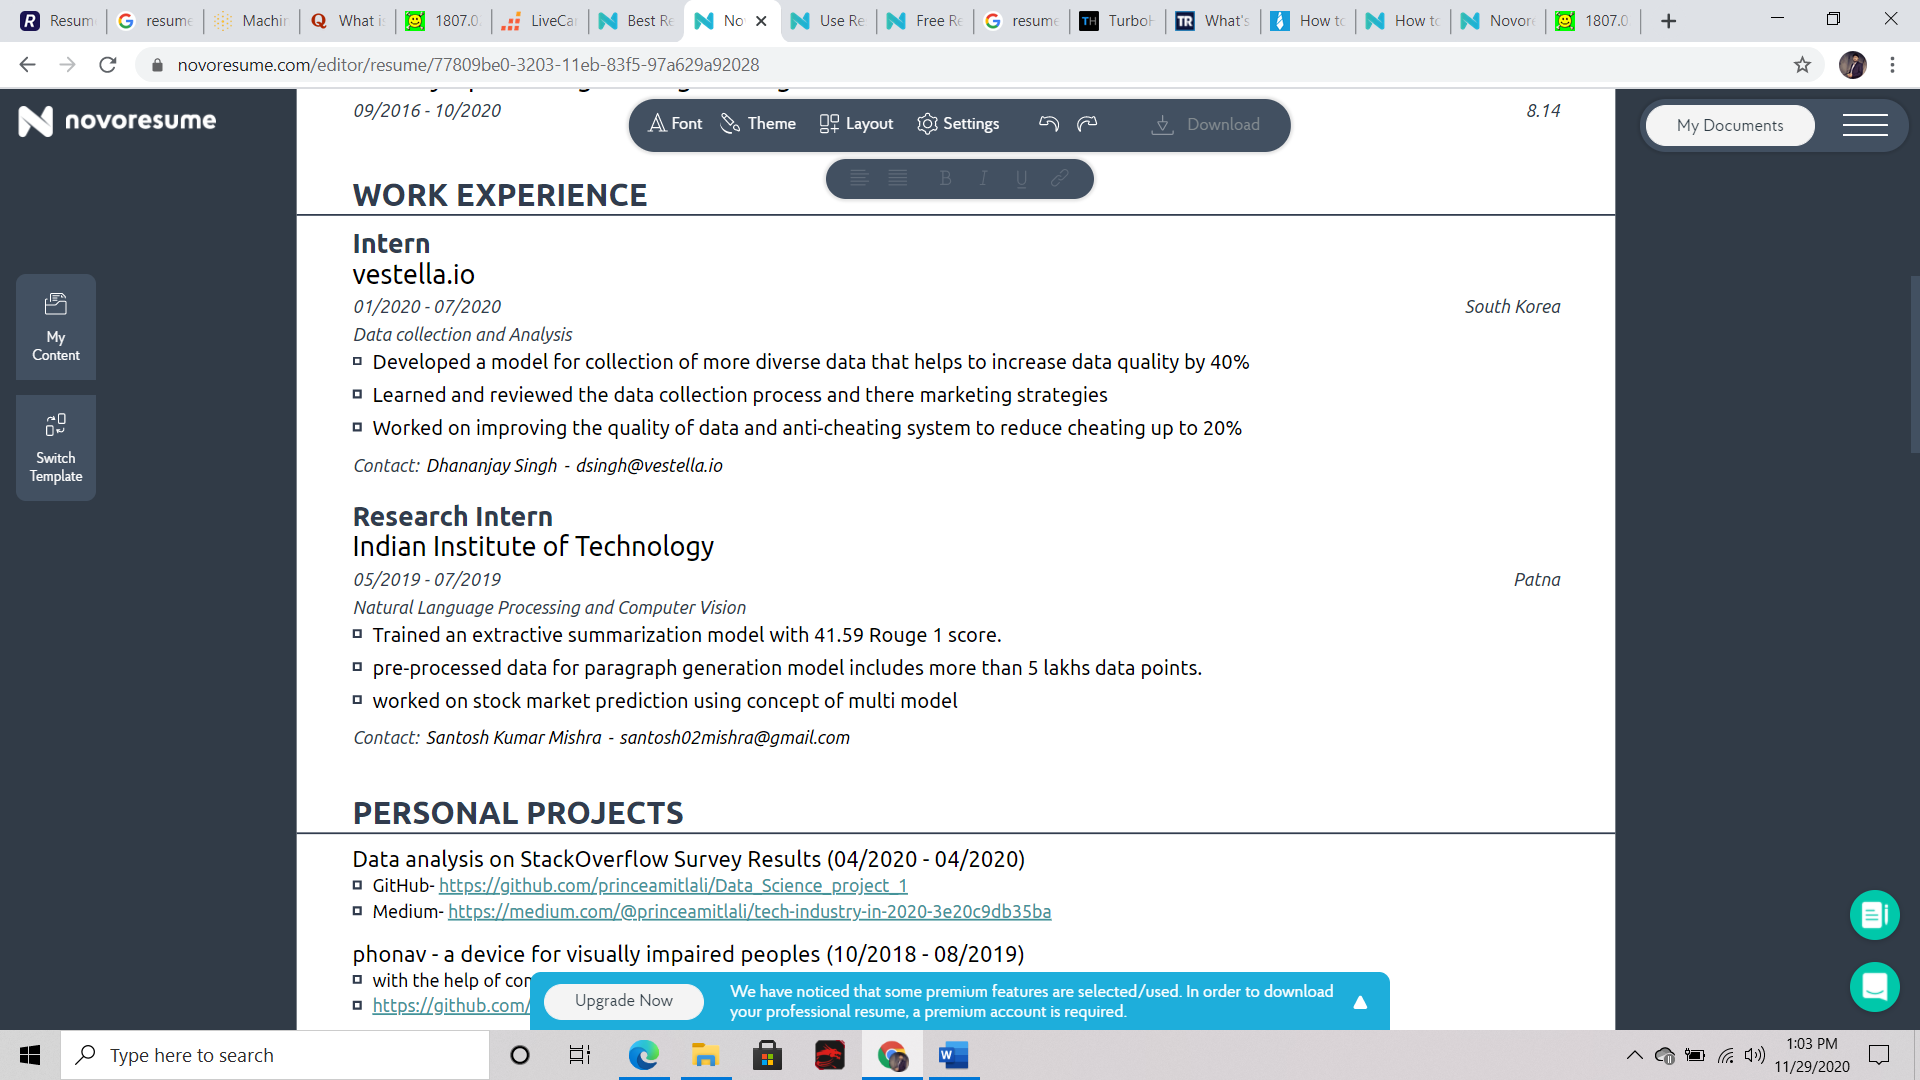 Resum
resume
Machin
What is
1807.0
LiveCar
Best Re
No
Use Re
Free Re
resume
TurboH
What's
How to
How to
Novore
1807.0
novoresume.com/editor/resume/77809be0-3203-11eb-83f5-97a629a92028
novoresume
Font Theme Layout Settings Download
My Documents
09/2016 - 10/2020
8.14
B I U
WORK EXPERIENCE
Intern
vestella.io
01/2020 - 07/2020
South Korea
Data collection and Analysis
Developed a model for collection of more diverse data that helps to increase data quality by 40%
Learned and reviewed the data collection process and there marketing strategies
Worked on improving the quality of data and anti-cheating system to reduce cheating up to 20%
Contact: Dhananjay Singh - dsingh@vestella.io
My
Content
Switch
Template
Research Intern
Indian Institute of Technology
05/2019 - 07/2019
Patna
Natural Language Processing and Computer Vision
Trained an extractive summarization model with 41.59 Rouge 1 score.
pre-processed data for paragraph generation model includes more than 5 lakhs data points.
worked on stock market prediction using concept of multi model
Contact: Santosh Kumar Mishra - santosh02mishra@gmail.com
PERSONAL PROJECTS
Data analysis on StackOverflow Survey Results (04/2020 - 04/2020)
GitHub- https://github.com/princeamitlali/Data_Science_project_1
Medium- https://medium.com/@princeamitlali/tech-industry-in-2020-3e20c9db35ba
phonav - a device for visually impaired peoples (10/2018 - 08/2019)
with the help of con
https://github.com/
Upgrade Now
We have noticed that some premium features are selected/used. In order to download
your professional resume, a premium account is required.
Type here to search
1:03 PM
11/29/2020